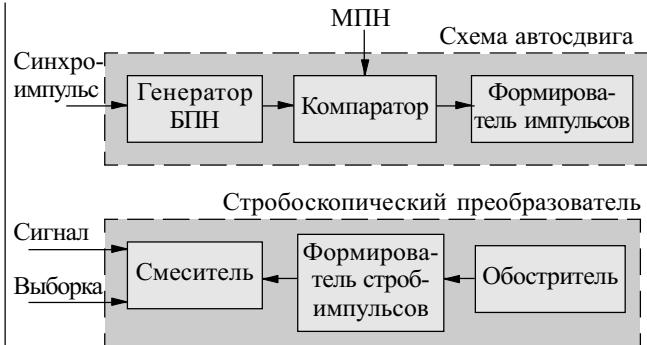 МПН
Схема автосдвига
Синхро-
импульс
Генератор
БПН
Компаратор
Формирова-
тель импульсов
Стробоскопический преобразователь
Сигнал
Выборка
Смеситель
Формирова-
тель строб-
импульсов
Обостритель